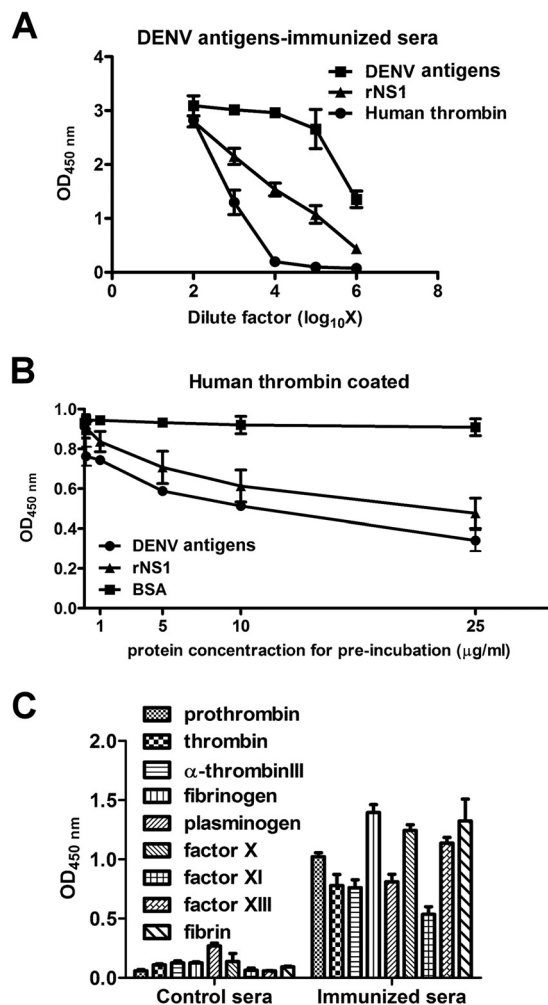 A
DENV antigens-immunized sera
3
2
1
0
OD450 nm
DENV antigens
rNS1
Human thrombin
0 2 4 6 8
Dilute factor (log10X)
B
Human thrombin coated
1.0
0.8
0.6
0.4
0.2
0.0
OD450 nm
DENV antigens
rNS1
BSA
1 5 10 25
protein concentraction for pre-incubation (μg/ml)
C
2.0
1.5
1.0
0.5
0.0
OD450 nm
prothrombin
thrombin
α-thrombinIII
fibrinogen
plasminogen
factor X
factor XI
factor XIII
fibrin
Control sera Immunized sera